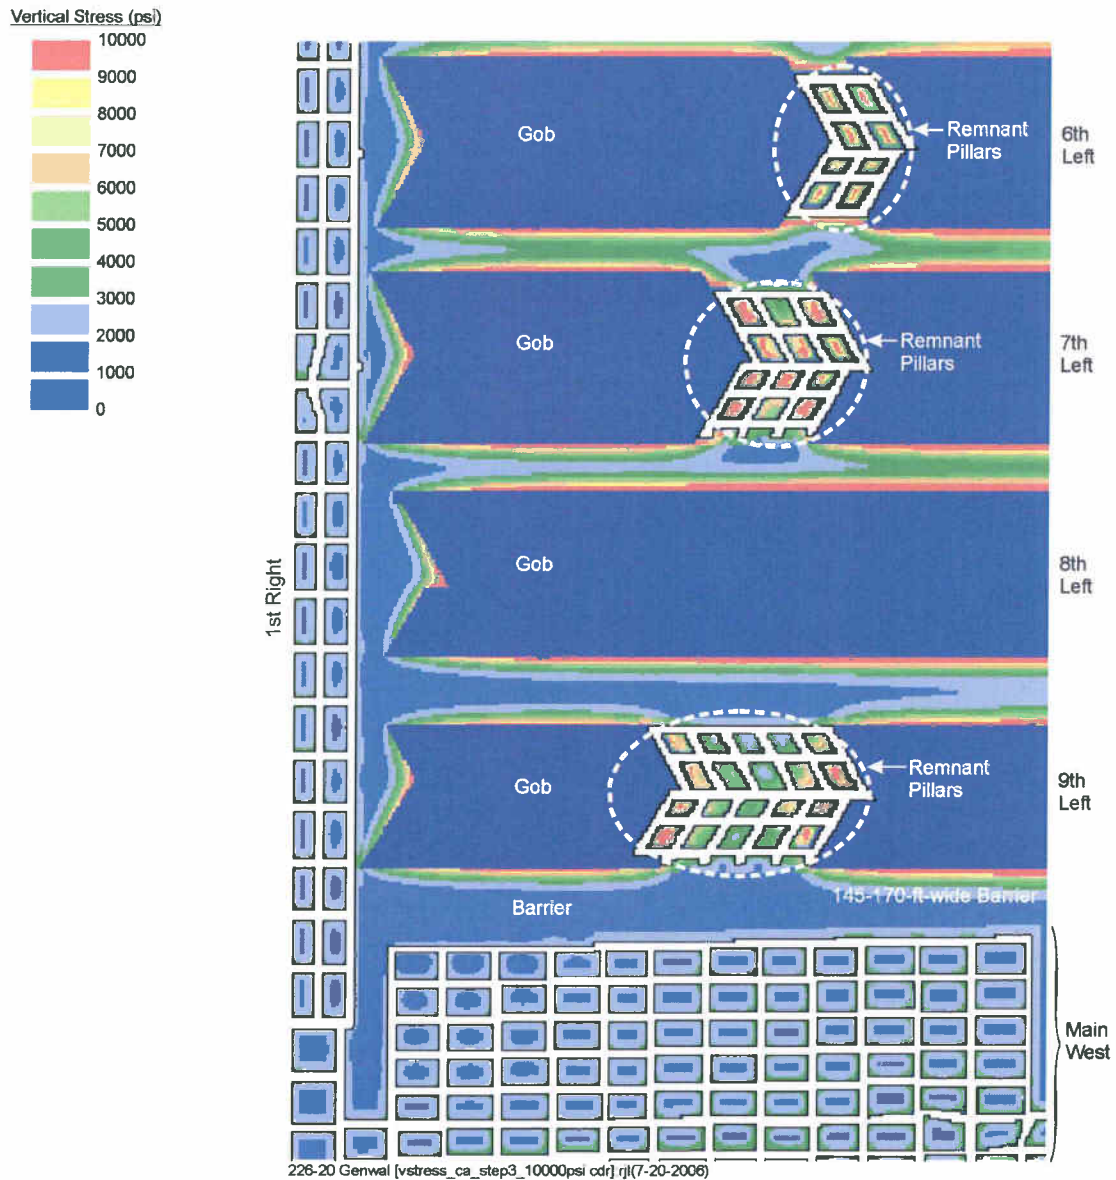 Vertical Stress (psi)
10000
9000
8000
7000
6000
5000
4000
3000
2000
1000
0
Gob
Remnant
Pillars
6th
Left
Gob
Remnant
Pillars
7th
Left
1st Right
Gob
8th
Left
Gob
Remnant
Pillars
9th
Left
Barrier
145-170-ft-wide Barrier
Main
West
226-20 Genwal [vstress_ca_step3_10000psi cdr] rjl(7-20-2006)